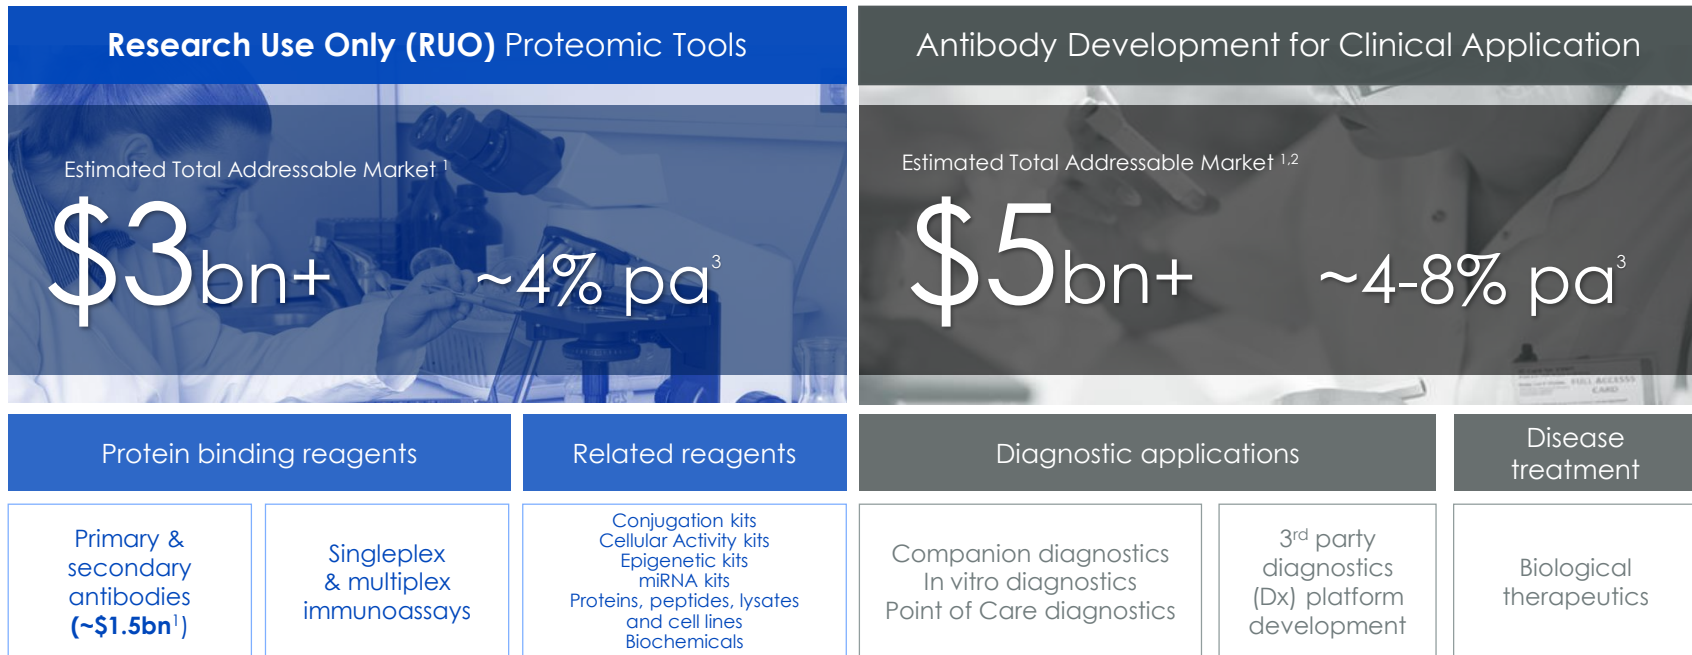 Research Use Only (RUO) Proteomic Tools
Estimated Total Addressable Market 1
$3bn+
~4% pa3
Protein binding reagents
Related reagents
Primary &
secondary
antibodies
(~$1.5bn1)
Singleplex
& multiplex
immunoassays
Conjugation kits
Cellular Activity kits
Epigenetic kits
miRNA kits
Proteins, peptides, lysates
and cell lines
Biochemicals
Antibody Development for Clinical Application
Estimated Total Addressable Market 1,2
$5bn+
~4-8% pa3
FULL ACCESSS
CARD
Diagnostic applications
Disease
treatment
Companion diagnostics
In vitro diagnostics
Point of Care diagnostics
3rd party
diagnostics
(Dx) platform
development
Biological
therapeutics